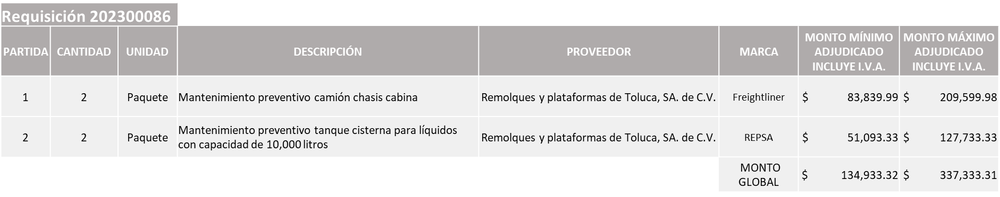 Requisición 202300086
PARTIDA CANTIDAD UNIDAD DESCRIPCIÓN PROVEEDOR MARCA MONTO MÍNIMO ADJUDICADO INCLUYE I.V.A. MONTO MÁXIMO ADJUDICADO INCLUYE I.V.A.
1 2 Paquete Mantenimiento preventivo camión chasis cabina Remolques y plataformas de Toluca, SA. de C.V. Freightliner $ 83,839.99 $ 209,599.98
2 2 Paquete Mantenimiento preventivo tanque cisterna para líquidos con capacidad de 10,000 litros Remolques y plataformas de Toluca, SA. de C.V. REPSA $ 51,093.33 $ 127,733.33
MONTO GLOBAL $ 134,933.32 $ 337,333.31